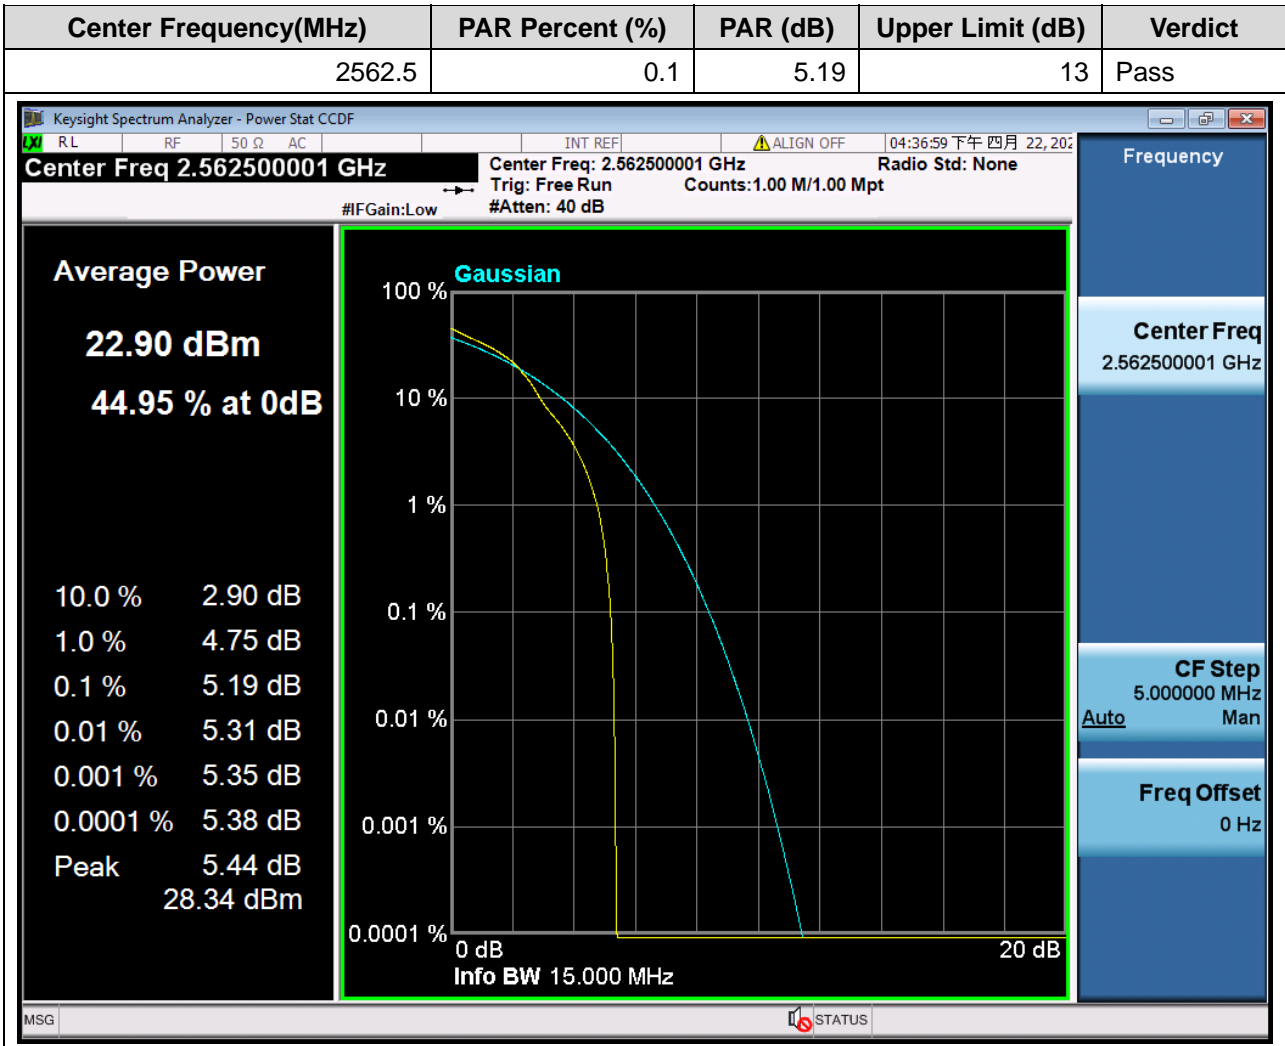 Center Frequency(MHz) PAR Percent (%) PAR (dB) Upper Limit (dB) Verdict
2562.5 0.1 5.19 13 Pass
Keysight Spectrum Analyzer - Power Stat CCDF
LXI RL RF 50 Ω AC INT REF ALIGN OFF 04:36:59 下午 四月 22, 202
Center Freq 2.562500001 GHz
Center Freq: 2.562500001 GHz Radio Std: None
Trig: Free Run Counts:1.00 M/1.00 Mpt
#IFGain:Low #Atten: 40 dB
Frequency
Average Power
22.90 dBm
44.95 % at 0dB
10.0 % 2.90 dB
1.0 % 4.75 dB
0.1 % 5.19 dB
0.01 % 5.31 dB
0.001 % 5.35 dB
0.0001 % 5.38 dB
Peak 5.44 dB
28.34 dBm
Gaussian
100 %
10 %
1 %
0.1 %
0.01 %
0.001 %
0.0001 %
0 dB 20 dB
Info BW 15.000 MHz
Center Freq
2.562500001 GHz
CF Step
5.000000 MHz
Auto Man
Freq Offset
0 Hz
MSG STATUS